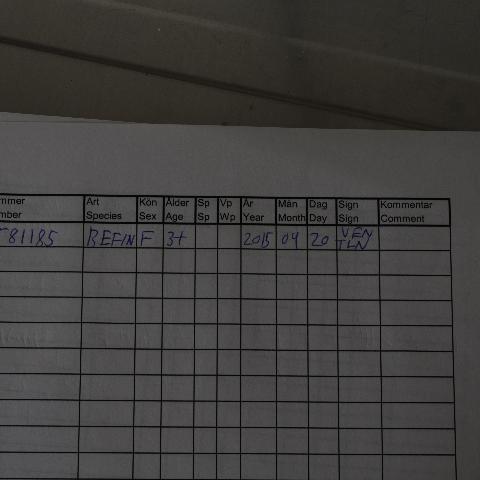 mmer Art Kön Ålder Sp Vp År Mån Dag Sign Kommentar
mber Species Sex Age Sp Wp Year Month Day Sign Comment
81185 BEFIN F 3+ 2015 04 20 VEN
TLN